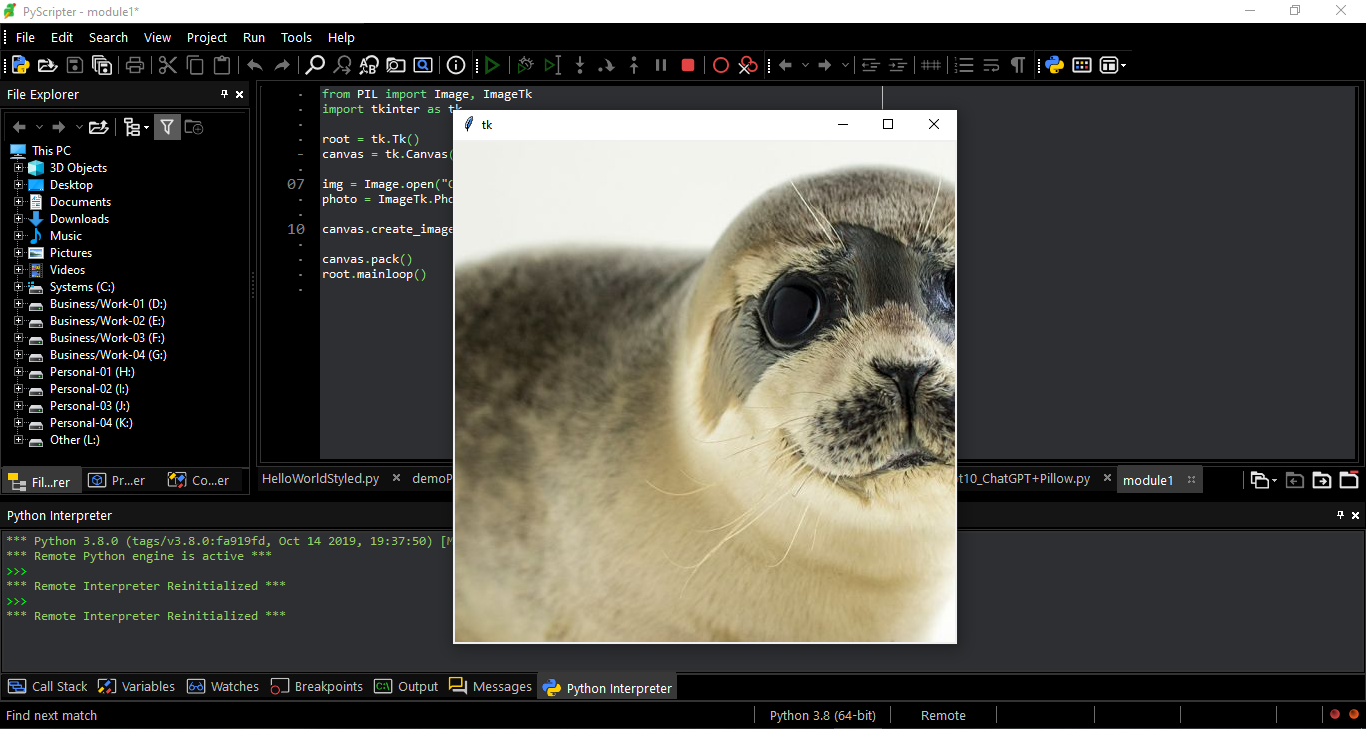 PyScripter - module1*
File Edit Search View Project Run Tools Help
File Explorer
This PC
3D Objects
Desktop
Documents
Downloads
Music
Pictures
Videos
Systems (C:)
Business/Work-01 (D:)
Business/Work-02 (E:)
Business/Work-03 (F:)
Business/Work-04 (G:)
Personal-01 (H:)
Personal-02 (I:)
Personal-03 (J:)
Personal-04 (K:)
Other (L:)
Fil...rer Pr...er Co...er
from PIL import Image, ImageTk
import tkinter as tk
root = tk.Tk()
canvas = tk.Canvas(
07 img = Image.open("C
photo = ImageTk.Pho
10 canvas.create_image
canvas.pack()
root.mainloop()
tk
HelloWorldStyled.py demoP t10_ChatGPT+Pillow.py module1
Python Interpreter
*** Python 3.8.0 (tags/v3.8.0:fa919fd, Oct 14 2019, 19:37:50) [M
*** Remote Python engine is active ***
>>>
*** Remote Interpreter Reinitialized ***
>>>
*** Remote Interpreter Reinitialized ***
Call Stack Variables Watches Breakpoints Output Messages Python Interpreter
Find next match Python 3.8 (64-bit) Remote